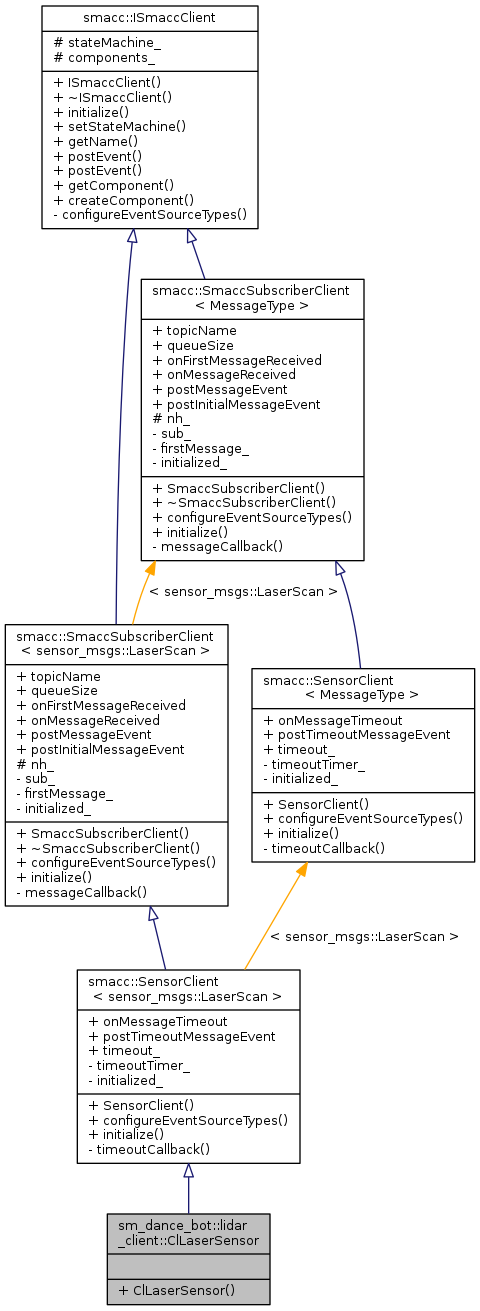 smacc::ISmaccClient
# stateMachine_
# components_
+ ISmaccClient()
+ ~ISmaccClient()
+ initialize()
+ setStateMachine()
+ getName()
+ postEvent()
+ postEvent()
+ getComponent()
+ createComponent()
- configureEventSourceTypes()
smacc::SmaccSubscriberClient
< MessageType >
+ topicName
+ queueSize
+ onFirstMessageReceived
+ onMessageReceived
+ postMessageEvent
+ postInitialMessageEvent
# nh_
- sub_
- firstMessage_
- initialized_
+ SmaccSubscriberClient()
+ ~SmaccSubscriberClient()
+ configureEventSourceTypes()
+ initialize()
- messageCallback()
< sensor_msgs::LaserScan >
smacc::SmaccSubscriberClient
< sensor_msgs::LaserScan >
+ topicName
+ queueSize
+ onFirstMessageReceived
+ onMessageReceived
+ postMessageEvent
+ postInitialMessageEvent
# nh_
- sub_
- firstMessage_
- initialized_
+ SmaccSubscriberClient()
+ ~SmaccSubscriberClient()
+ configureEventSourceTypes()
+ initialize()
- messageCallback()
smacc::SensorClient
< MessageType >
+ onMessageTimeout
+ postTimeoutMessageEvent
+ timeout_
- timeoutTimer_
- initialized_
+ SensorClient()
+ configureEventSourceTypes()
+ initialize()
- timeoutCallback()
< sensor_msgs::LaserScan >
smacc::SensorClient
< sensor_msgs::LaserScan >
+ onMessageTimeout
+ postTimeoutMessageEvent
+ timeout_
- timeoutTimer_
- initialized_
+ SensorClient()
+ configureEventSourceTypes()
+ initialize()
- timeoutCallback()
sm_dance_bot::lidar
_client::ClLaserSensor
+ ClLaserSensor()